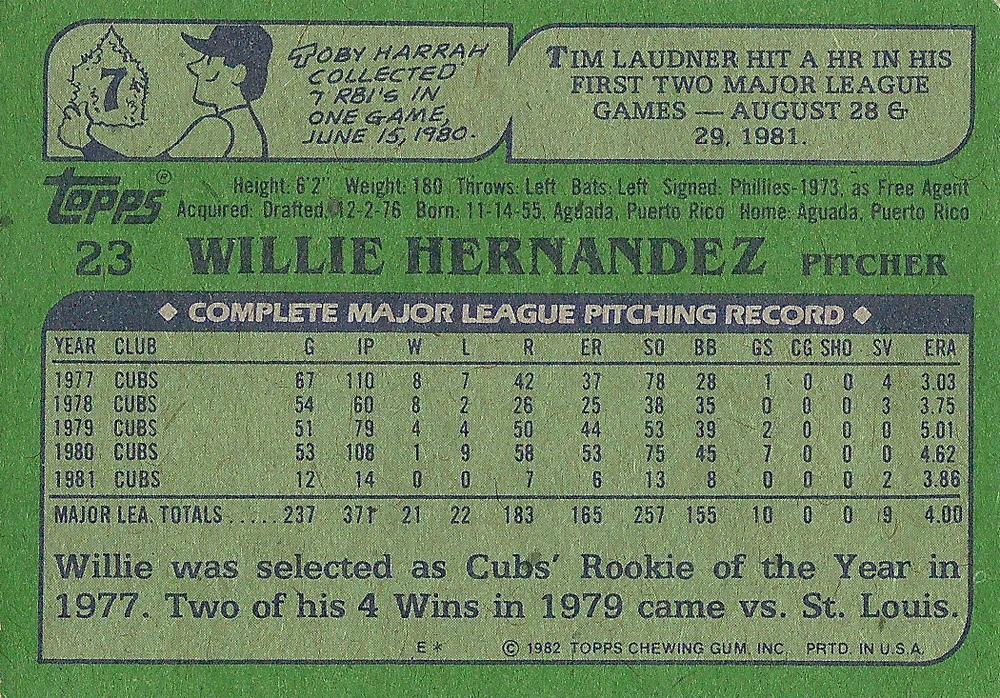 7
TOBY HARRAH
COLLECTED
7 RBI'S IN
ONE GAME,
JUNE 15, 1980.
TIM LAUDNER HIT A HR IN HIS
FIRST TWO MAJOR LEAGUE
GAMES — AUGUST 28 &
29, 1981.
topps®
Height: 6'2" Weight: 180 Throws: Left Bats: Left Signed: Phillies-1973, as Free Agent
Acquired: Drafted, 12-2-76 Born: 11-14-55, Aguada, Puerto Rico Home: Aguada, Puerto Rico
23 WILLIE HERNANDEZ PITCHER
◆ COMPLETE MAJOR LEAGUE PITCHING RECORD ◆
YEAR CLUB G IP W L R ER SO BB GS CG SHO SV ERA
1977 CUBS 67 110 8 7 42 37 78 28 1 0 0 4 3.03
1978 CUBS 54 60 8 2 26 25 38 35 0 0 0 3 3.75
1979 CUBS 51 79 4 4 50 44 53 39 2 0 0 0 5.01
1980 CUBS 53 108 1 9 58 53 75 45 7 0 0 0 4.62
1981 CUBS 12 14 0 0 7 6 13 8 0 0 0 2 3.86
MAJOR LEA. TOTALS.....237 371 21 22 183 165 257 155 10 0 0 9 4.00
Willie was selected as Cubs' Rookie of the Year in
1977. Two of his 4 Wins in 1979 came vs. St. Louis.
E* © 1982 TOPPS CHEWING GUM, INC. PRTD. IN U.S.A.